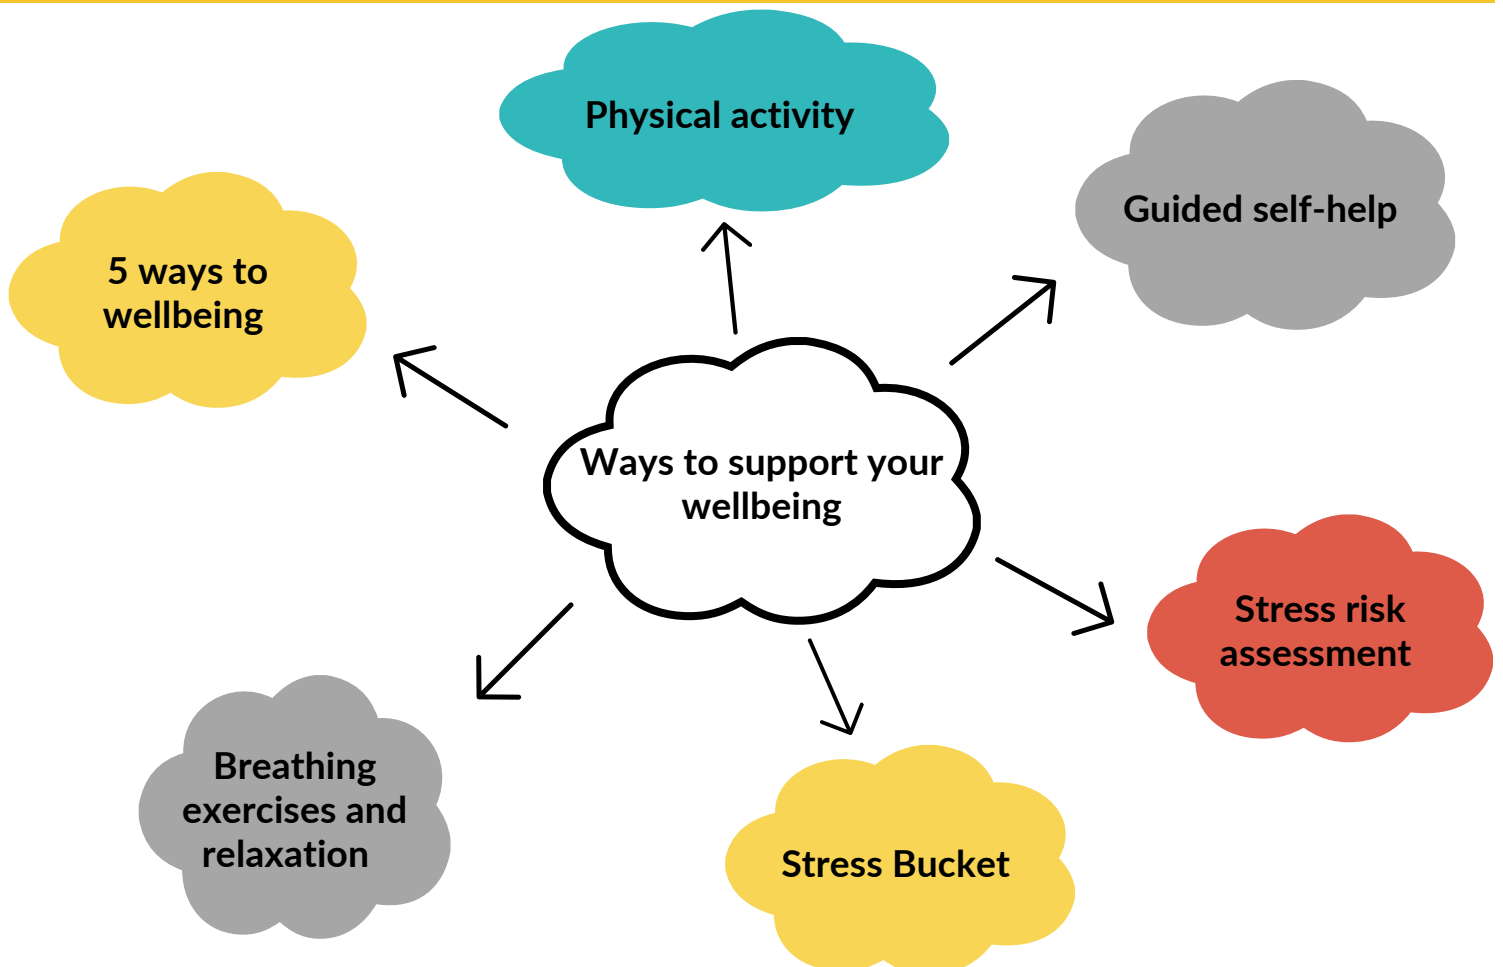 Physical activity
Guided self-help
5 ways to
wellbeing
Ways to support your
wellbeing
Stress risk
assessment
Breathing
exercises and
relaxation
Stress Bucket